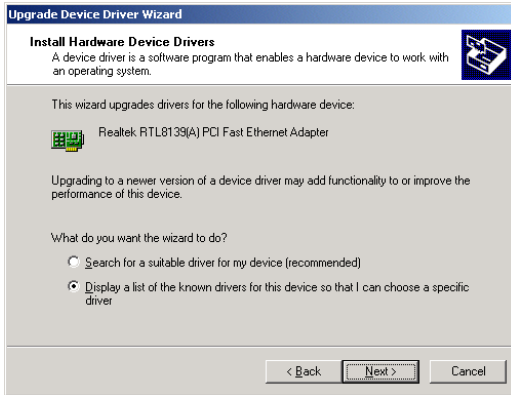 Upgrade Device Driver Wizard
Install Hardware Device Drivers
A device driver is a software program that enables a hardware device to work with
an operating system.
This wizard upgrades drivers for the following hardware device:
Realtek RTL8139(A) PCI Fast Ethernet Adapter
Upgrading to a newer version of a device driver may add functionality to or improve the
performance of this device.
What do you want the wizard to do?
Search for a suitable driver for my device (recommended)
Display a list of the known drivers for this device so that I can choose a specific
driver
< Back Next > Cancel